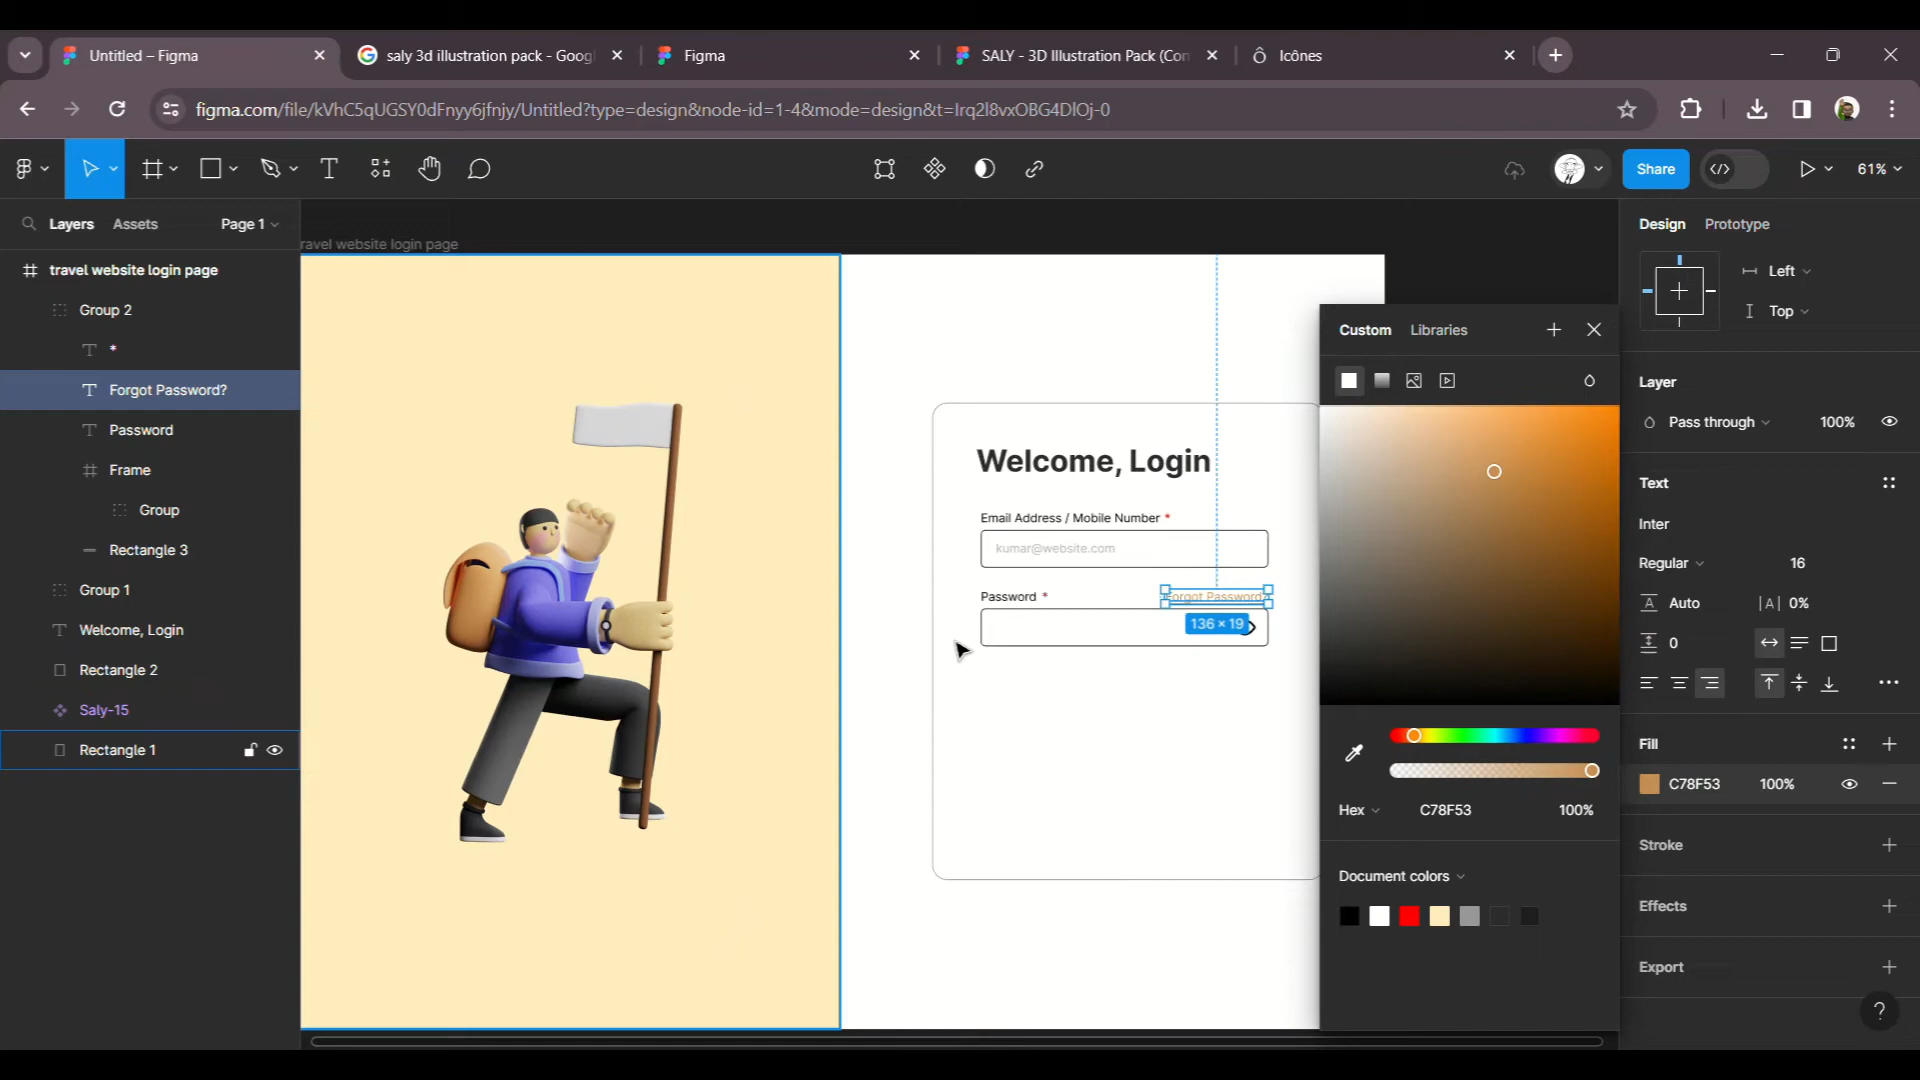 Untitled – Figma
saly 3d illustration pack - Goog
Figma
SALY - 3D Illustration Pack (Con
Icônes
figma.com/file/kVhC5qUGSY0dFnyy6jfnjy/Untitled?type=design&node-id=1-4&mode=design&t=Irq2l8vxOBG4DlOj-0
Share
61%
Layers
Assets
Page 1
travel website login page
Group 2
*
Forgot Password?
Password
Frame
Group
Rectangle 3
Group 1
Welcome, Login
Rectangle 2
Saly-15
Rectangle 1
ravel website login page
Welcome, Login
Email Address / Mobile Number *
kumar@website.com
Password *
Forgot Password?
136 × 19
Custom
Libraries
Hex
C78F53
100%
Document colors
Design
Prototype
Left
Top
Layer
Pass through
100%
Text
Inter
Regular
16
Auto
|A| 0%
0
Fill
C78F53
100%
Stroke
Effects
Export
?